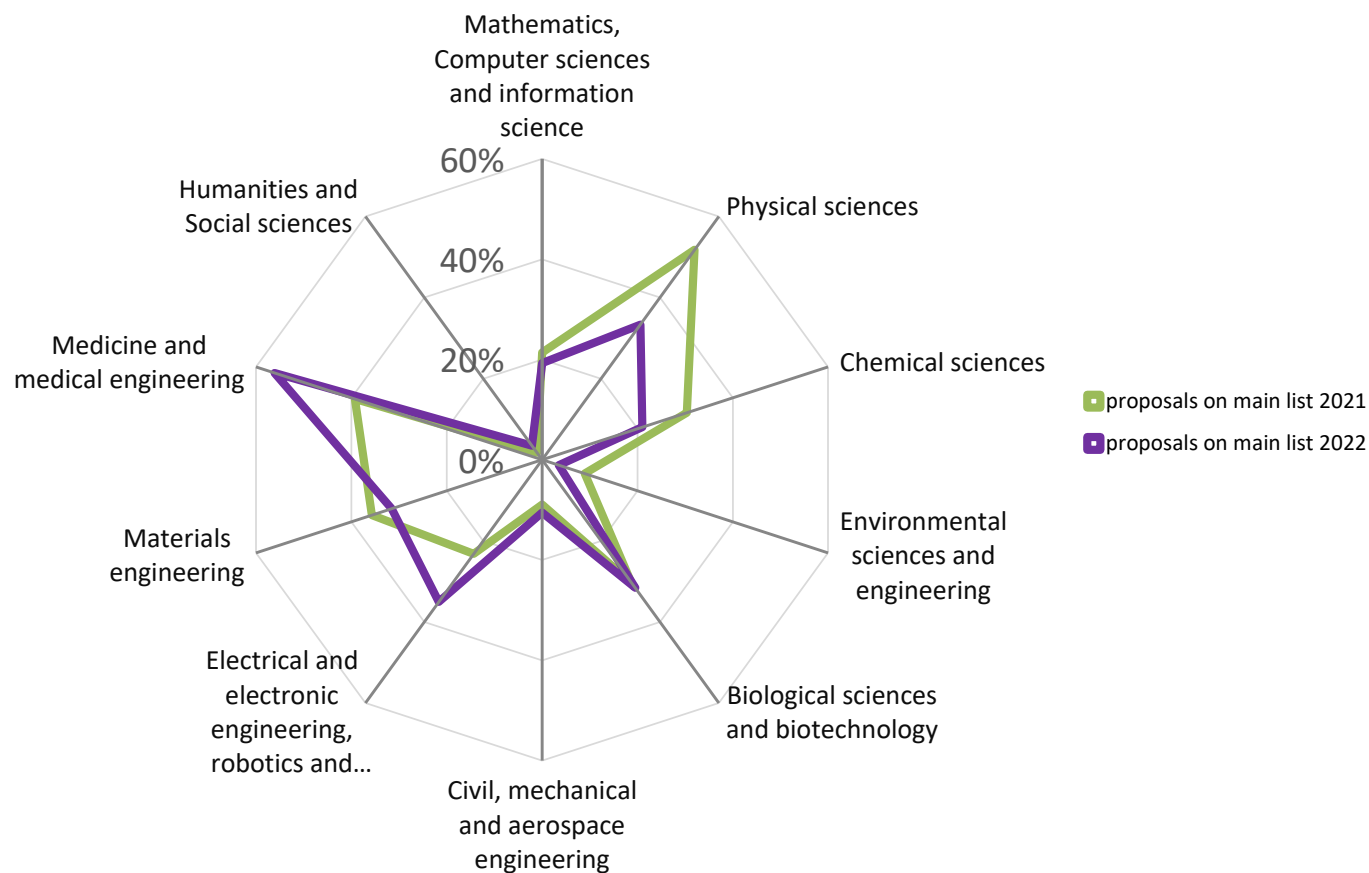 Mathematics,
Computer sciences
and information
science
60%
40%
20%
0%
Physical sciences
Chemical sciences
Environmental
sciences and
engineering
Biological sciences
and biotechnology
Civil, mechanical
and aerospace
engineering
Electrical and
electronic
engineering,
robotics and…
Materials
engineering
Medicine and
medical engineering
Humanities and
Social sciences
proposals on main list 2021
proposals on main list 2022